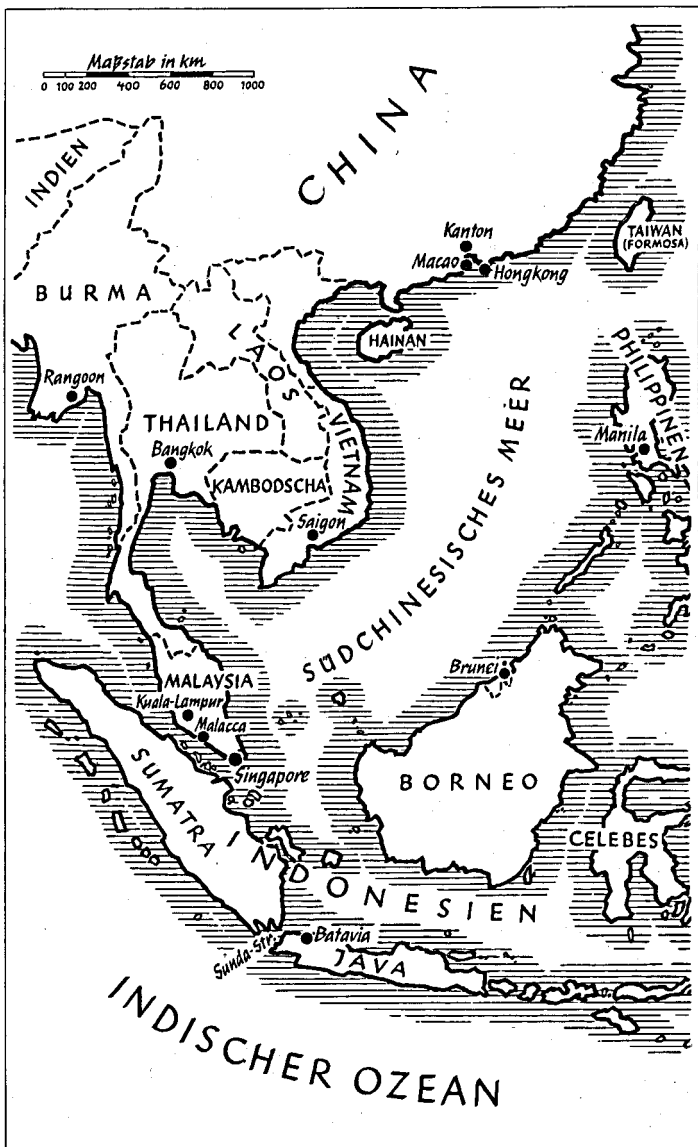 Maßstab in km
0 100 200 400 600 800 1000
CHINA
INDIEN
Kanton
Macao
Hongkong
TAIWAN
(FORMOSA)
BURMA
LAOS
HAINAN
PHILIPPINEN
Rangoon
THAILAND
VIETNAM
Bangkok
Manila
KAMBODSCHA
Saigon
SÜDCHINESISCHES MEER
Brunei
MALAYSIA
Kuala-Lampur
Malacca
Singapore
SUMATRA
BORNEO
CELEBES
INDONESIEN
Batavia
Sunda-Str.
JAVA
INDISCHER OZEAN